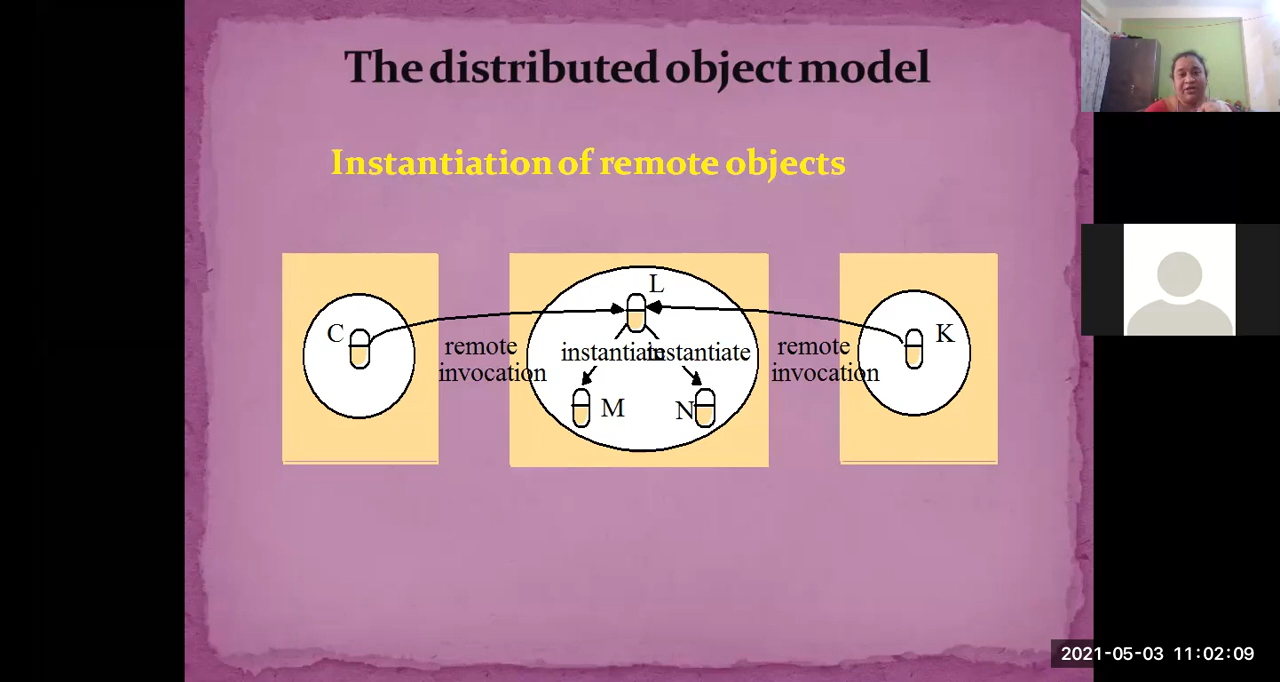 The distributed object model
Instantiation of remote objects
L
C
K
remote
invocation
instantiate
instantiate
remote
invocation
M
N
2021-05-03 11:02:09